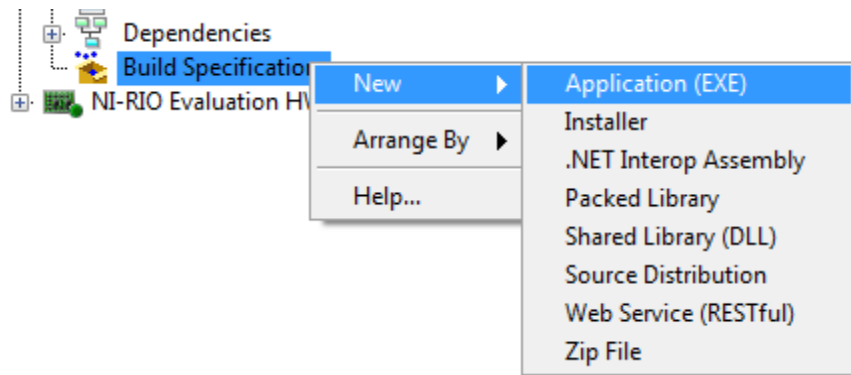 Dependencies
Build Specification
NI-RIO Evaluation H
New
Arrange By
Help...
Application (EXE)
Installer
.NET Interop Assembly
Packed Library
Shared Library (DLL)
Source Distribution
Web Service (RESTful)
Zip File